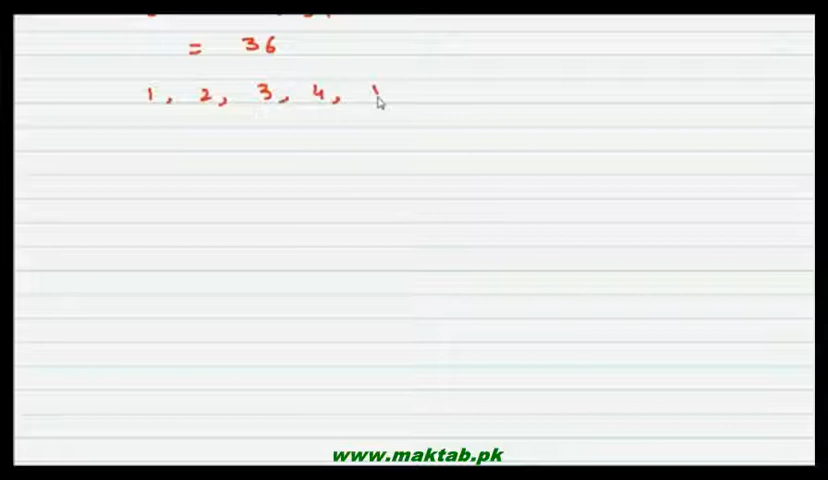 = 36
1, 2, 3, 4,
www.maktab.pk